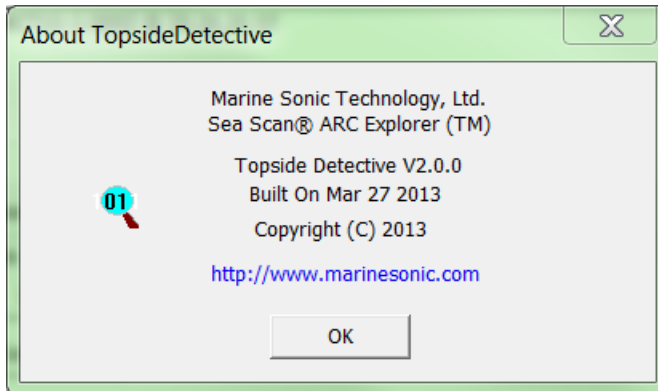 About TopsideDetective
Marine Sonic Technology, Ltd.
Sea Scan® ARC Explorer (TM)
Topside Detective V2.0.0
01
Built On Mar 27 2013
Copyright (C) 2013
http://www.marinesonic.com
OK